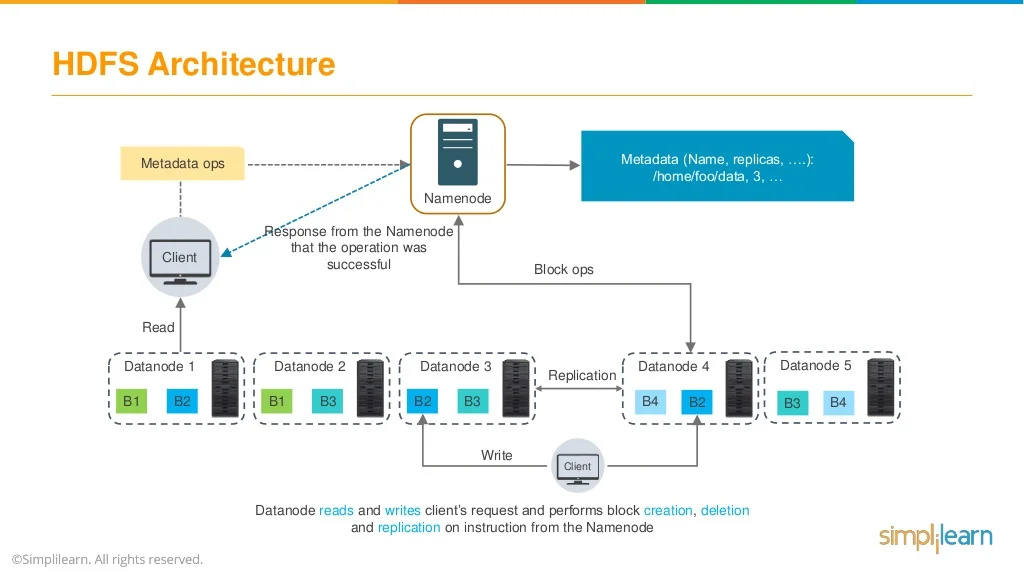 HDFS Architecture
Metadata ops
Namenode
Metadata (Name, replicas, ….):
/home/foo/data, 3, …
Client
Response from the Namenode
that the operation was
successful
Block ops
Read
Datanode 1
B1
B2
Datanode 2
B1
B3
Datanode 3
B2
B3
Replication
Datanode 4
B4
B2
Datanode 5
B3
B4
Write
Client
Datanode reads and writes client's request and performs block creation, deletion
and replication on instruction from the Namenode
©Simplilearn. All rights reserved.
simplilearn